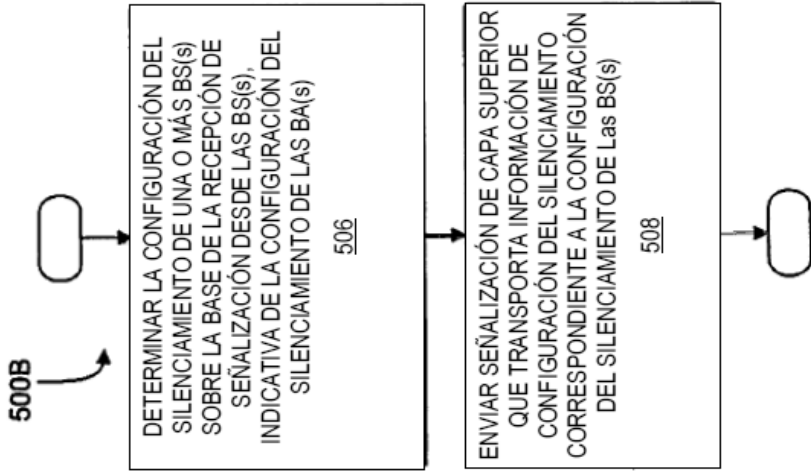 500B
DETERMINAR LA CONFIGURACIÓN DEL
SILENCIAMIENTO DE UNA O MÁS BS(s)
SOBRE LA BASE DE LA RECEPCIÓN DE
SEÑALIZACIÓN DESDE LAS BS(s),
INDICATIVA DE LA CONFIGURACIÓN DEL
SILENCIAMIENTO DE LAS BA(s)
506
ENVIAR SEÑALIZACIÓN DE CAPA SUPERIOR
QUE TRANSPORTA INFORMACIÓN DE
CONFIGURACIÓN DEL SILENCIAMIENTO
CORRESPONDIENTE A LA CONFIGURACIÓN
DEL SILENCIAMIENTO DE Las BS(s)
508